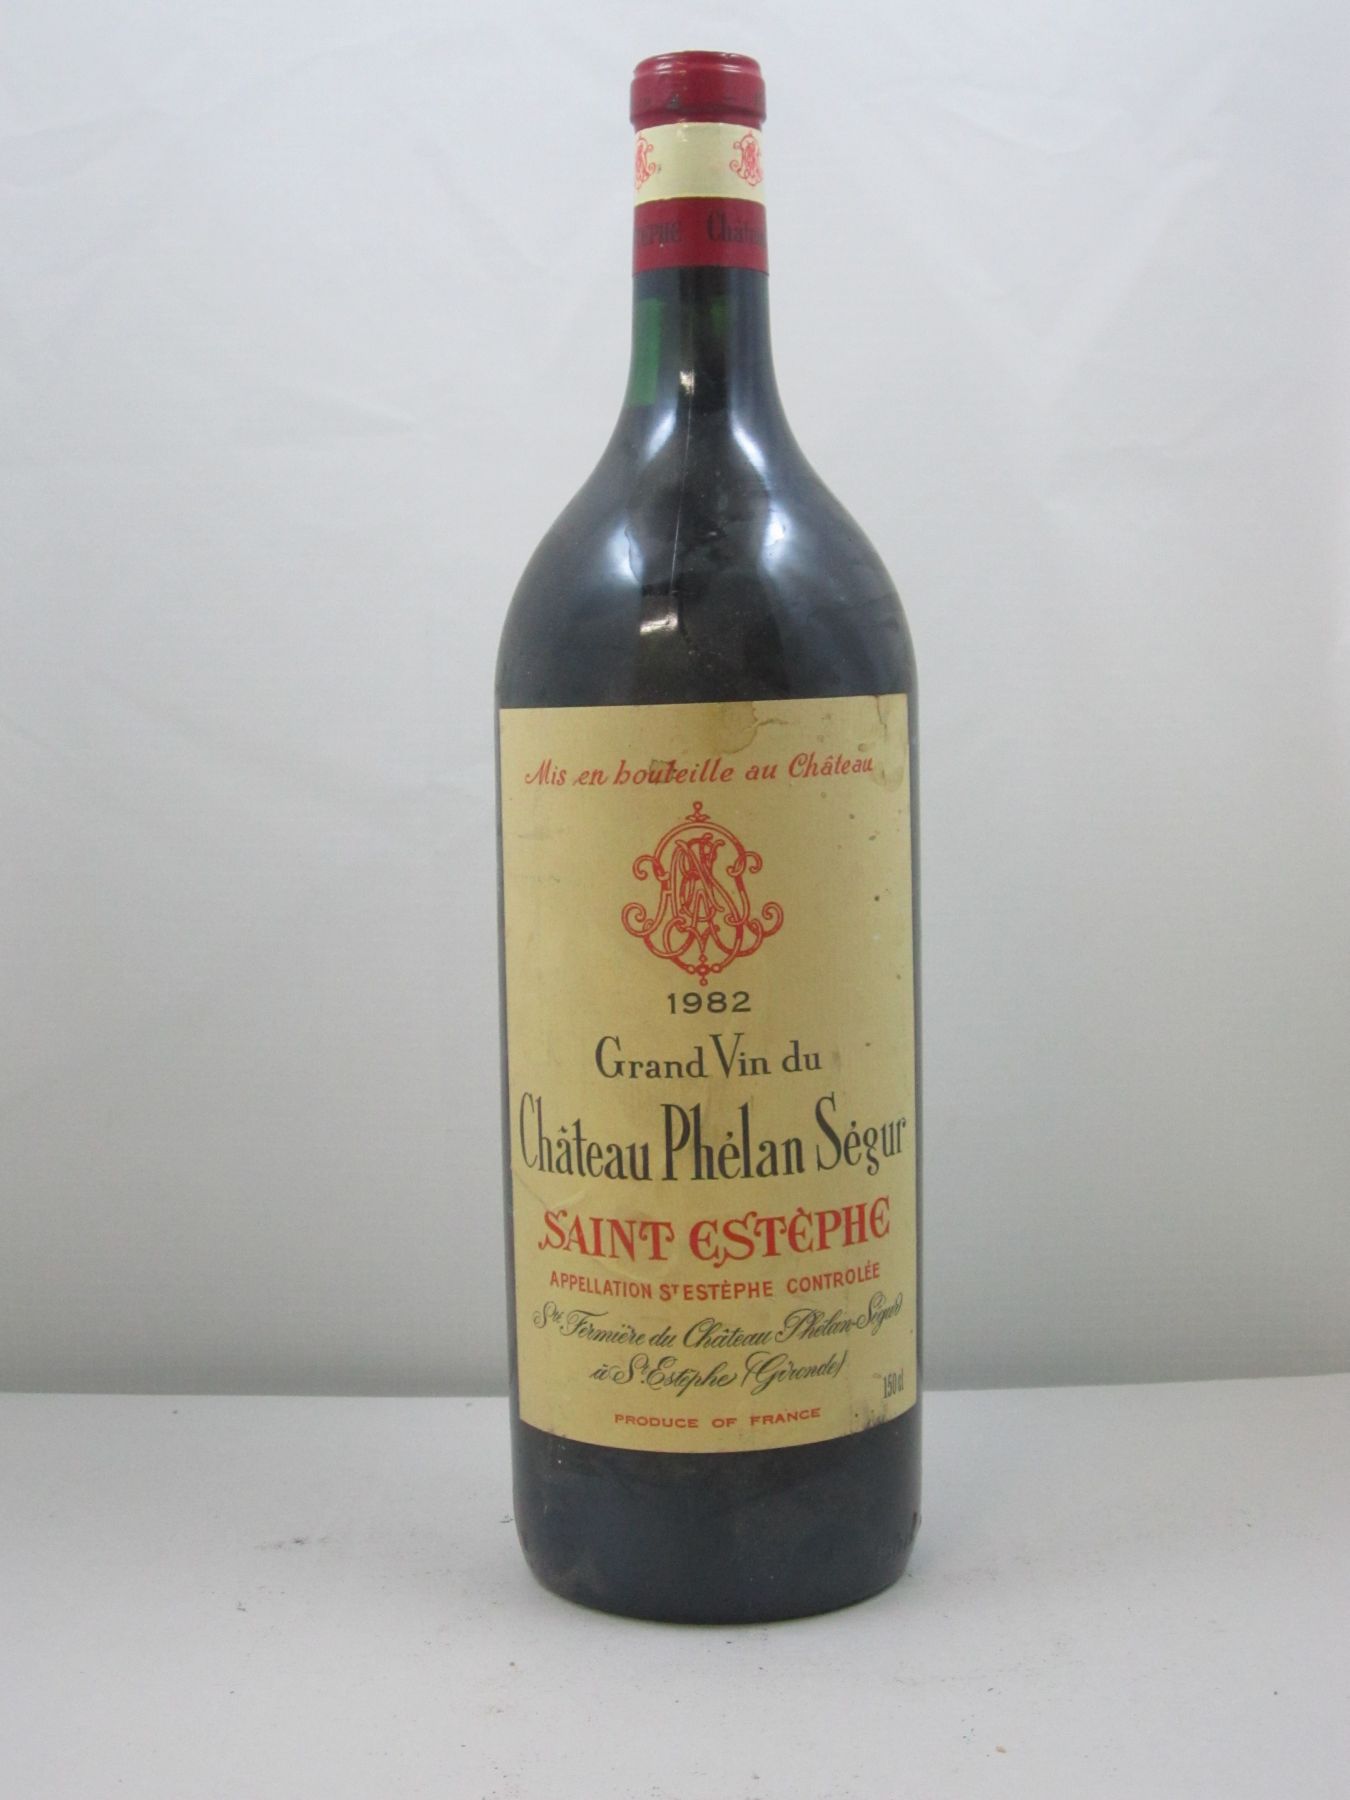 Château
Mis en bouteille au Château
1982
Grand Vin du
Château Phélan Ségur
SAINT ESTÈPHE
APPELLATION ST ESTÈPHE CONTROLÉE
Sté Fermière du Château Phélan-Ségur
à St Estèphe (Gironde)
150 cl
PRODUCE OF FRANCE